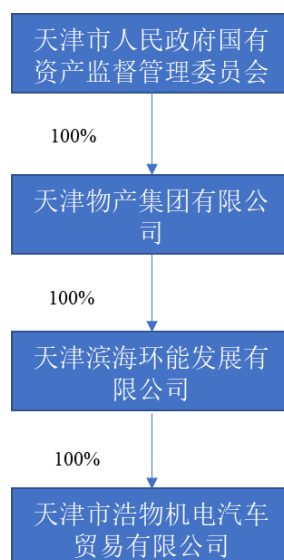 天津市人民政府国有
资产监督管理委员会
100%
天津物产集团有限公
司
100%
天津滨海环能发展有
限公司
100%
天津市浩物机电汽车
贸易有限公司